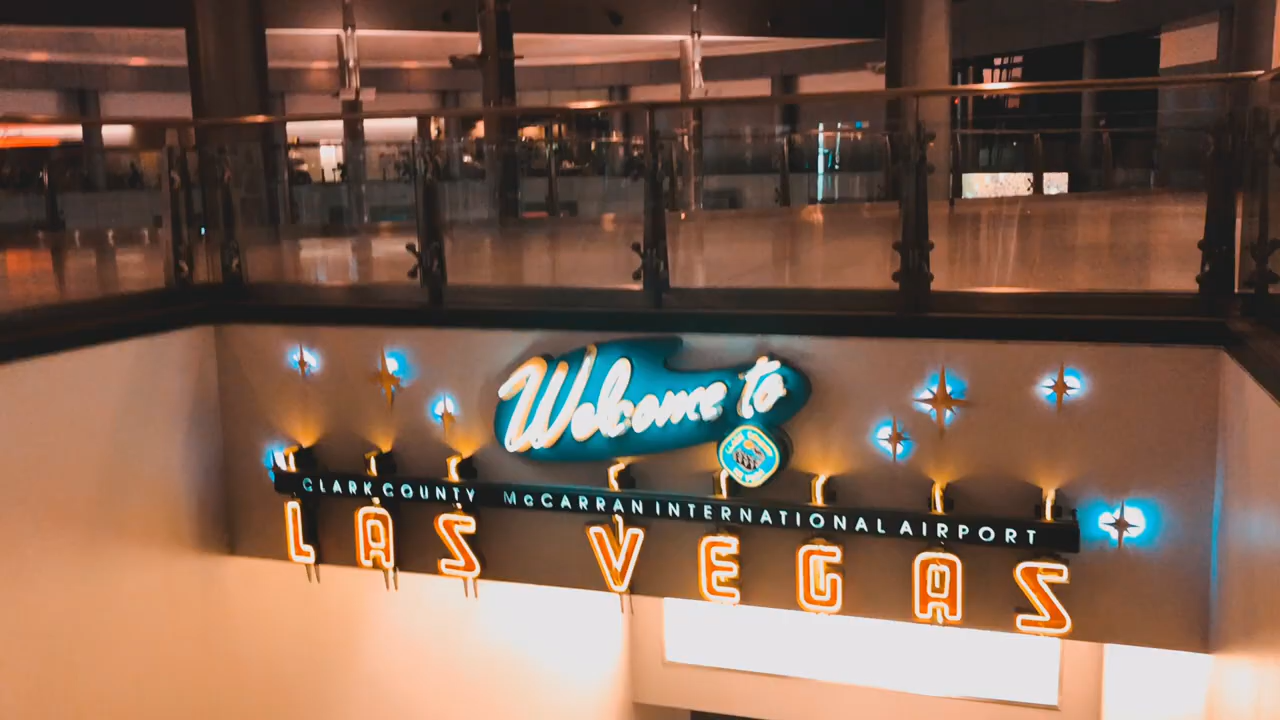 Welcome to
CLARK COUNTY McCARRAN INTERNATIONAL AIRPORT
LAS VEGAS